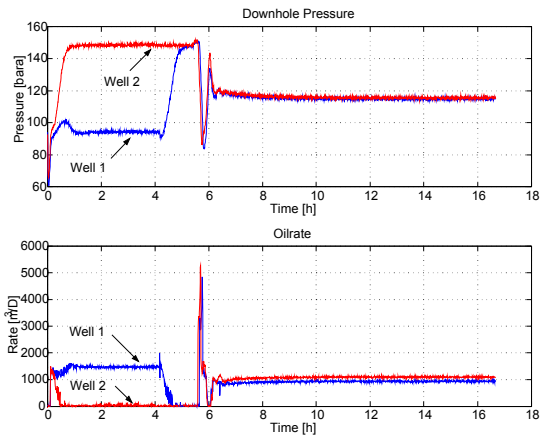 Downhole Pressure
160
140
120
100
80
60
Pressure [bara]
Well 2
Well 1
0 2 4 6 8 10 12 14 16 18
Time [h]
Oilrate
6000
5000
4000
3000
2000
1000
0
Rate [m³/D]
Well 1
Well 2
0 2 4 6 8 10 12 14 16 18
Time [h]